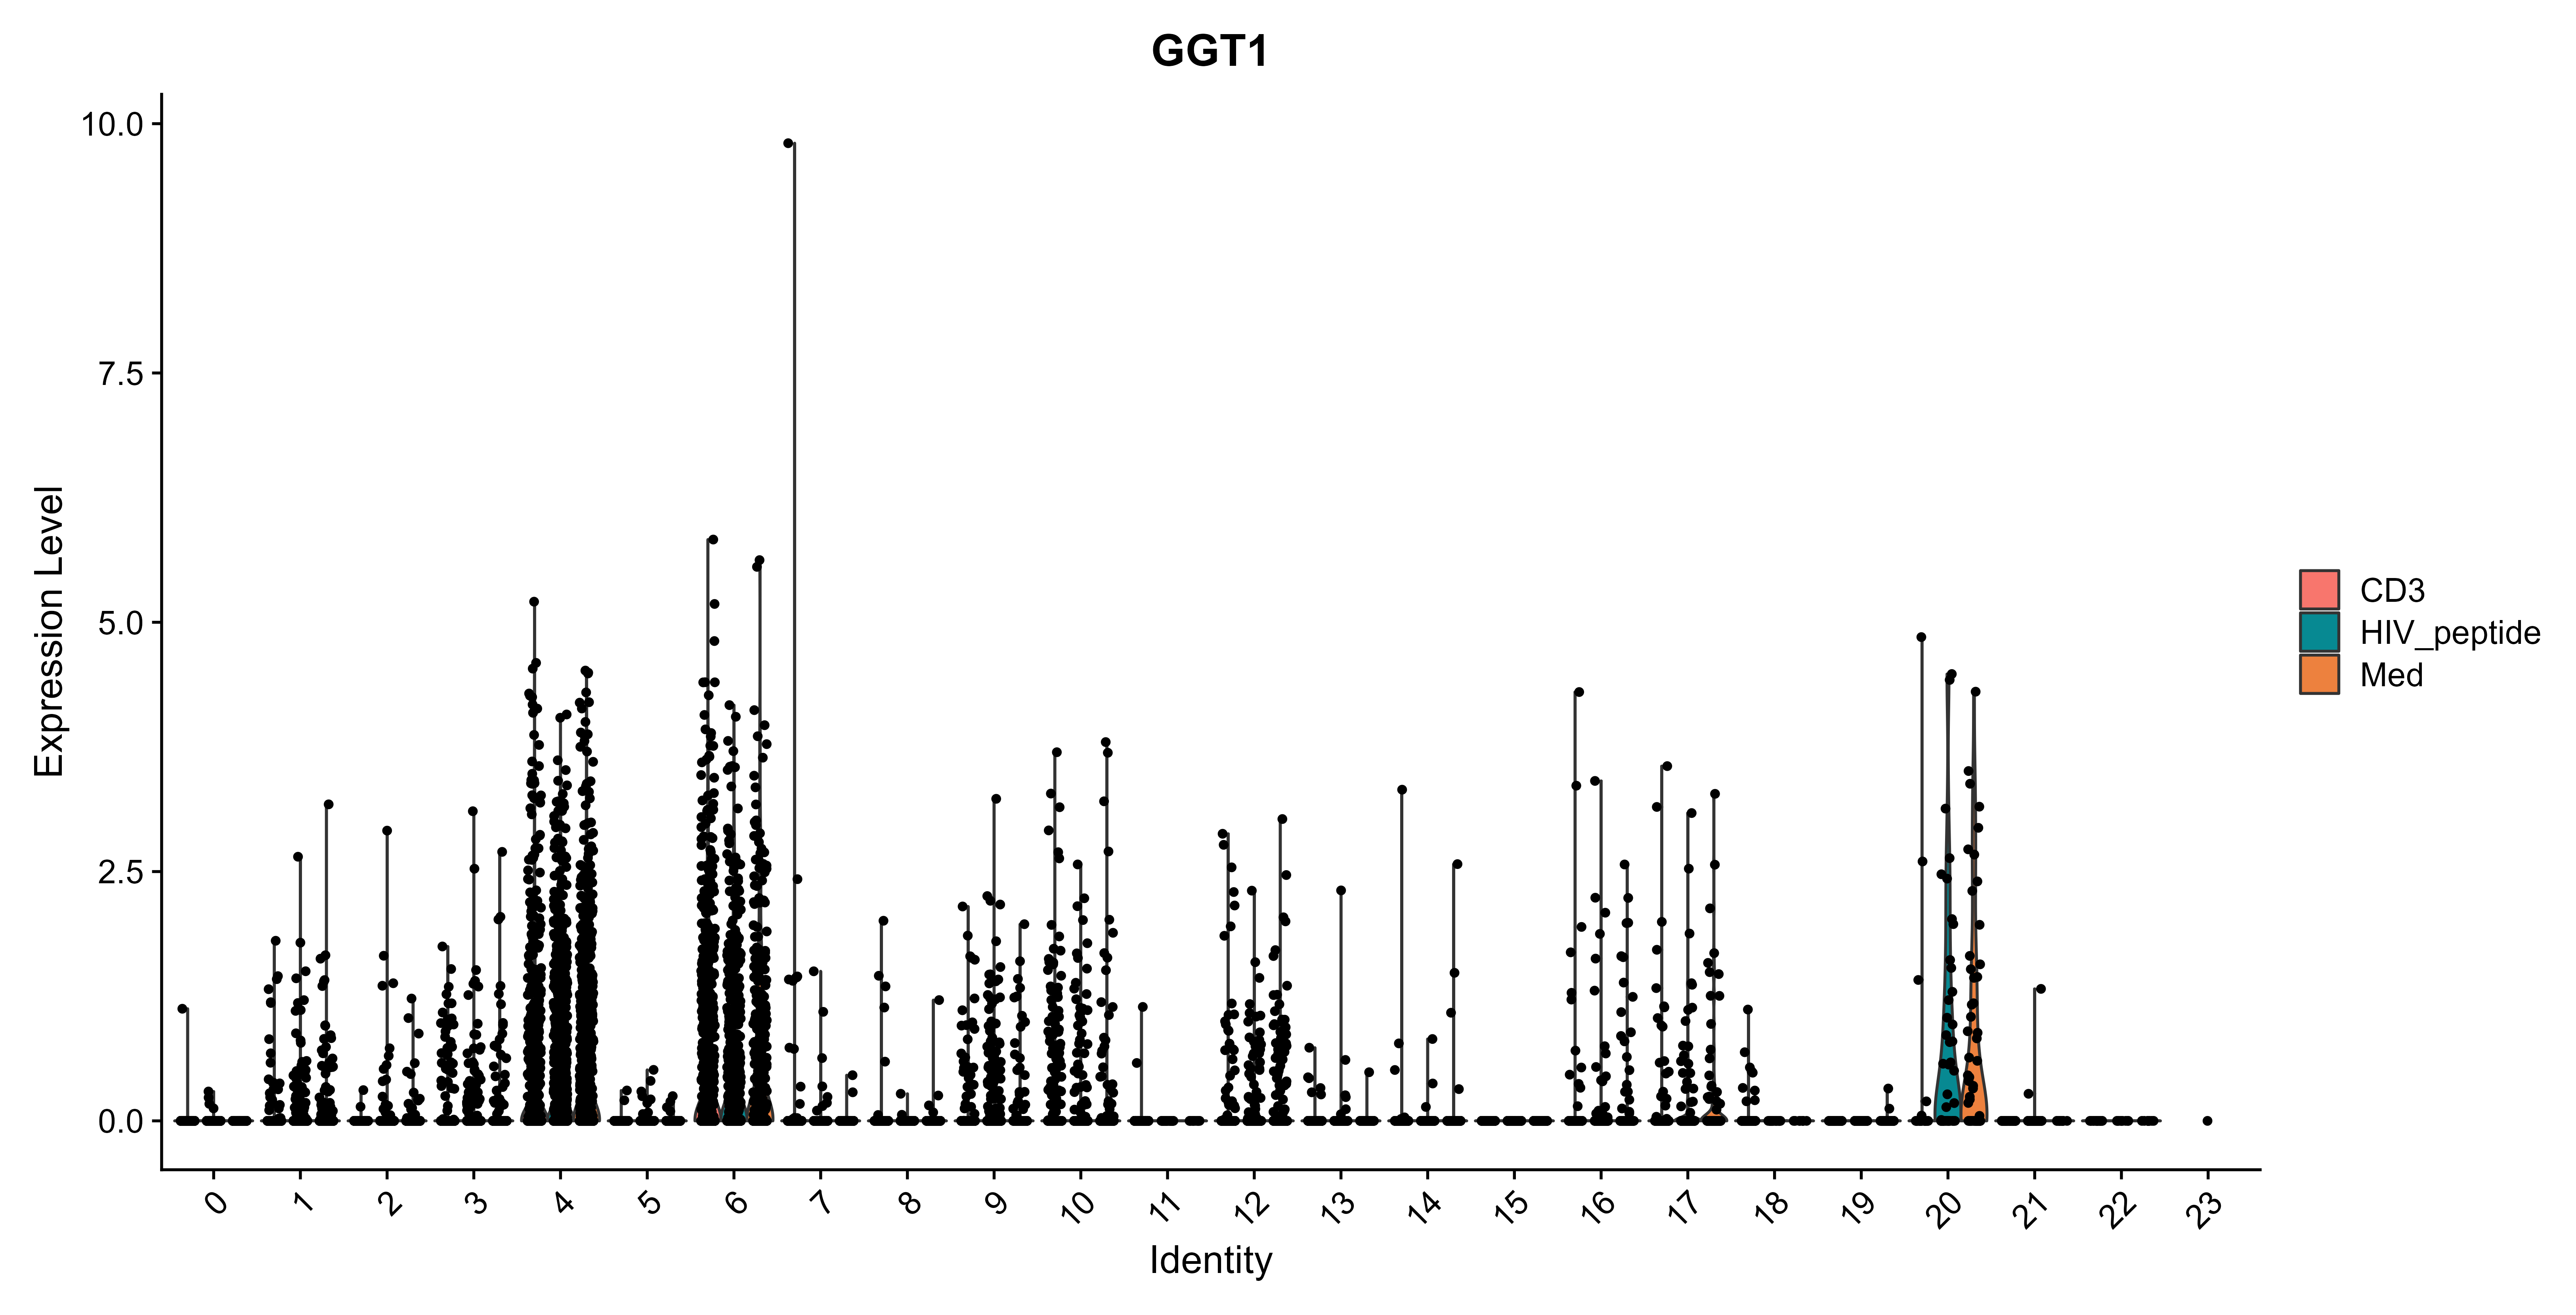 GGT1
10.0
7.5
5.0
2.5
0.0
Expression Level
0 1 2 3 4 5 6 7 8 9 10 11 12 13 14 15 16 17 18 19 20 21 22 23
Identity
CD3
HIV_peptide
Med